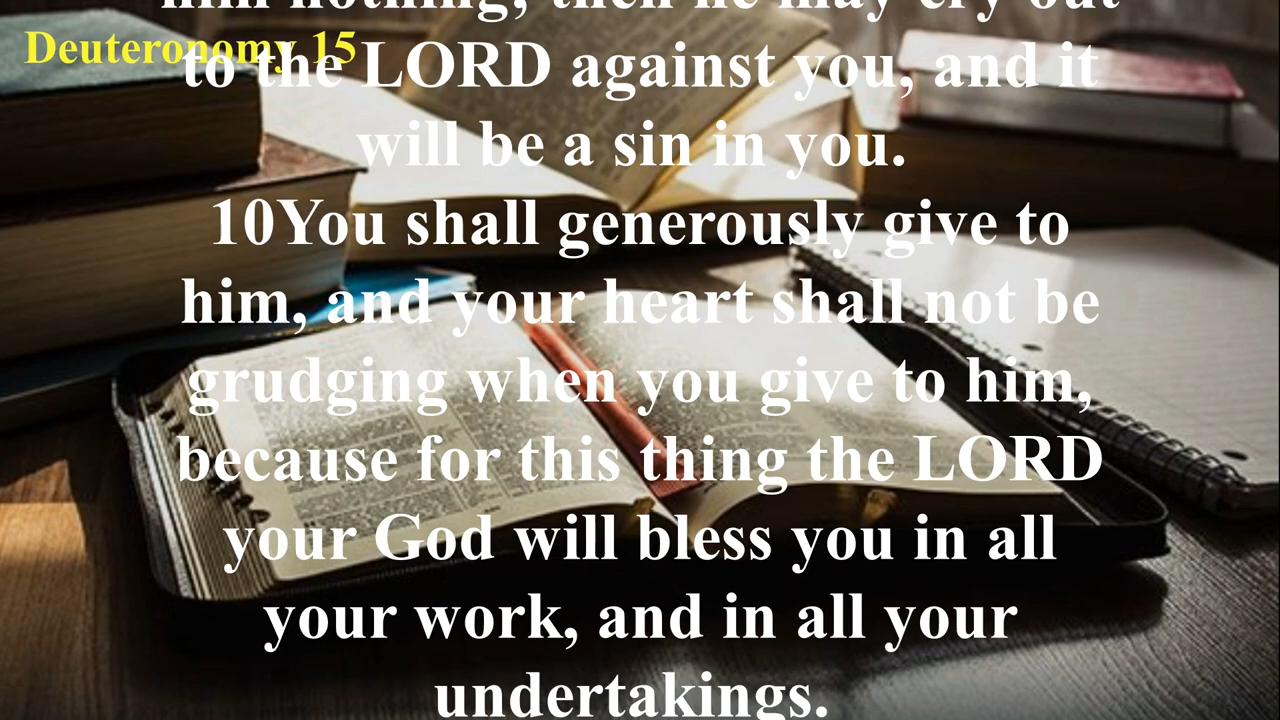 him nothing; then he may cry out
Deuteronomy 15
to the LORD against you, and it
will be a sin in you.
10You shall generously give to
him, and your heart shall not be
grudging when you give to him,
because for this thing the LORD
your God will bless you in all
your work, and in all your
undertakings.